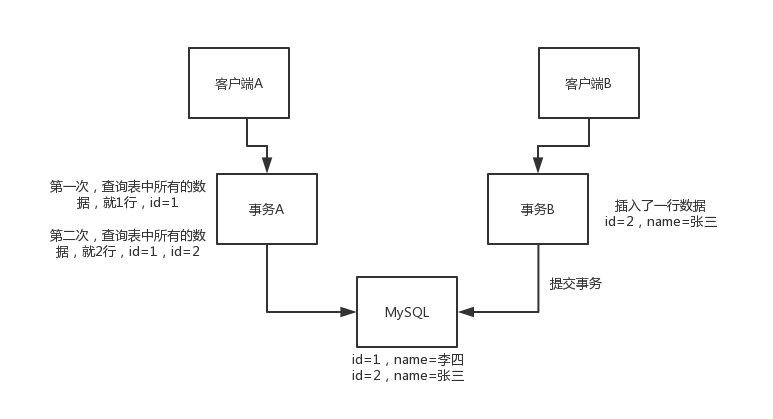 客户端A
客户端B
第一次，查询表中所有的数
据，就1行，id=1
事务A
事务B
插入了一行数据
id=2，name=张三
第二次，查询表中所有的数
据，就2行，id=1，id=2
提交事务
MySQL
id=1，name=李四
id=2，name=张三